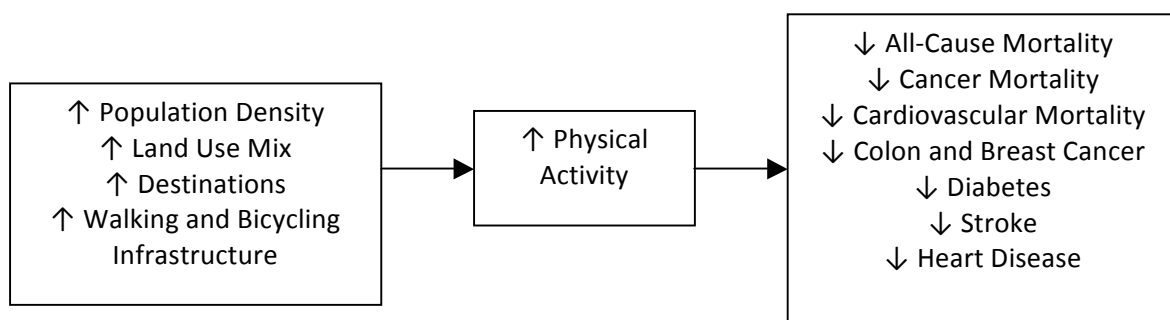 ↑ Population Density
↑ Land Use Mix
↑ Destinations
↑ Walking and Bicycling
Infrastructure
↑ Physical
Activity
↓ All-Cause Mortality
↓ Cancer Mortality
↓ Cardiovascular Mortality
↓ Colon and Breast Cancer
↓ Diabetes
↓ Stroke
↓ Heart Disease